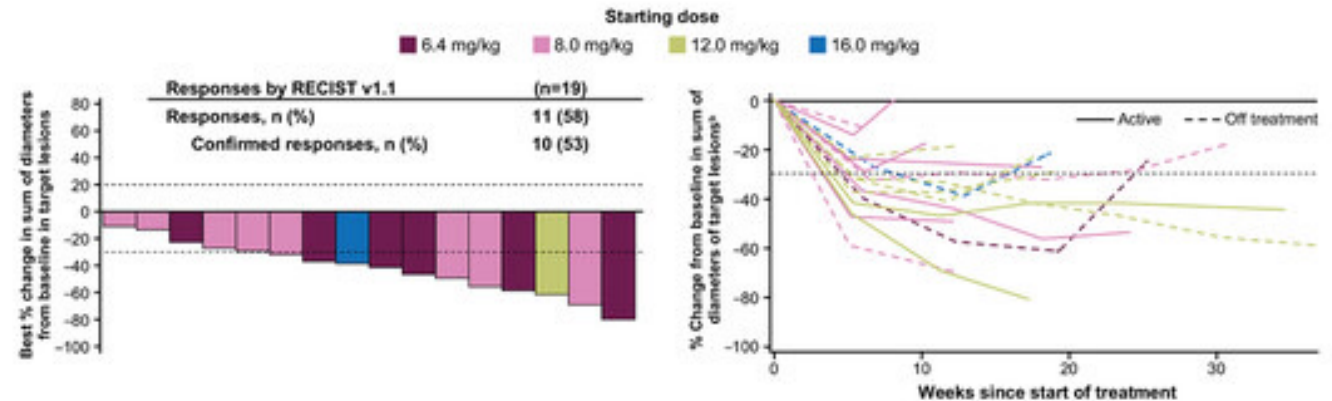 Starting dose
6.4 mg/kg 8.0 mg/kg 12.0 mg/kg 16.0 mg/kg
Best % change in sum of diameters
from baseline in target lesions
80
60
40
20
0
−20
−40
−60
−80
−100
Responses by RECIST v1.1 (n=19)
Responses, n (%) 11 (58)
Confirmed responses, n (%) 10 (53)
% Change from baseline in sum of
diameters of target lesionsᵇ
0
−20
−40
−60
−80
−100
Active Off treatment
0 10 20 30
Weeks since start of treatment